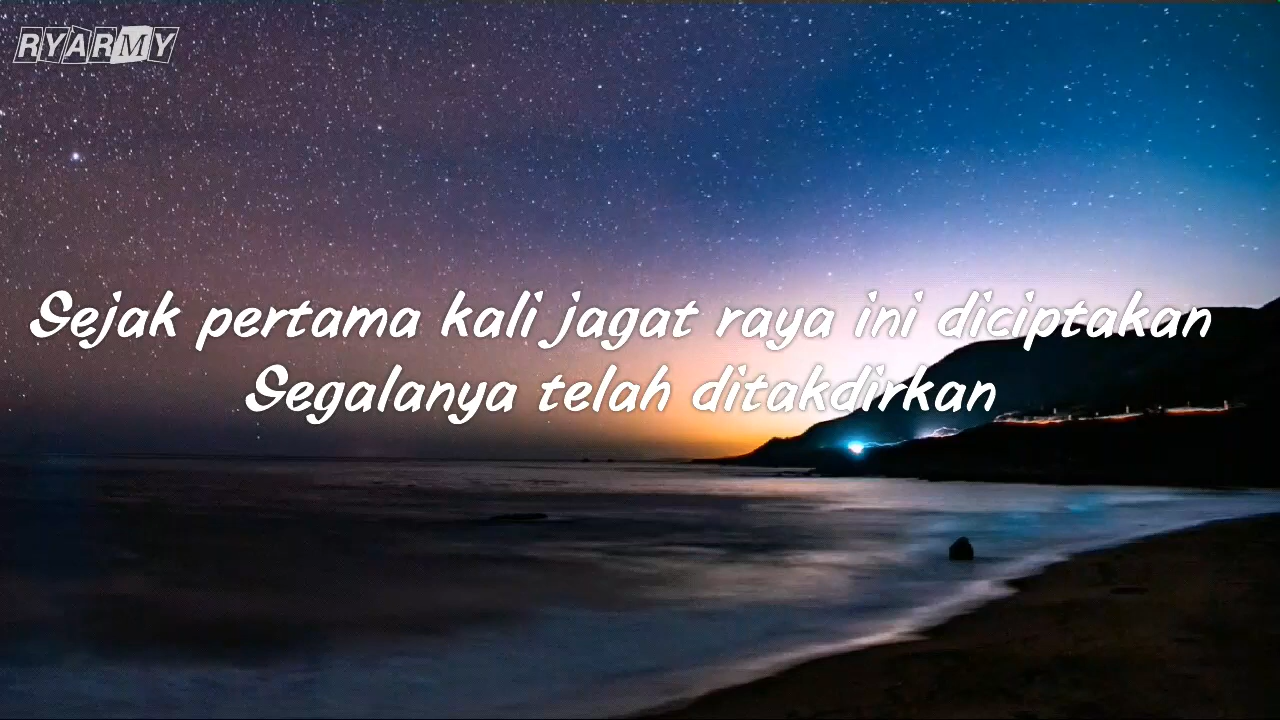 RYARMY
Sejak pertama kali jagat raya ini diciptakan
Segalanya telah ditakdirkan